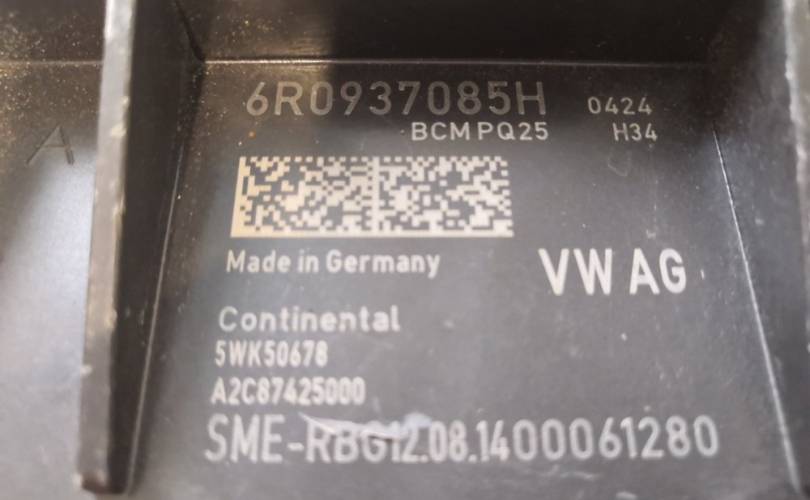 A
6R0937085H 0424
BCM PQ25 H34
Made in Germany
VW AG
Continental
5WK50678
A2C87425000
SME-RBG12.08.1400061280